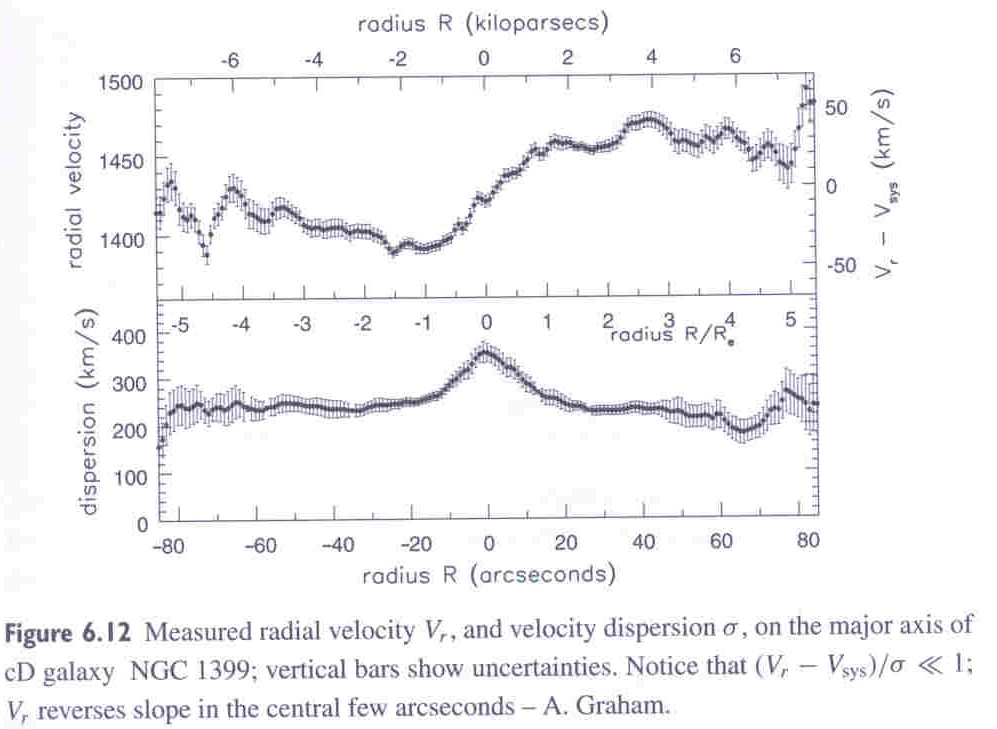 radius R (kiloparsecs)
-6 -4 -2 0 2 4 6
1500
1450
1400
radial velocity
50
0
-50
Vr − Vsys (km/s)
-5 -4 -3 -2 -1 0 1 2 3 4 5
radius R/Re
400
300
200
100
0
dispersion (km/s)
-80 -60 -40 -20 0 20 40 60 80
radius R (arcseconds)
Figure 6.12 Measured radial velocity Vr, and velocity dispersion σ, on the major axis of
cD galaxy NGC 1399; vertical bars show uncertainties. Notice that (Vr − Vsys)/σ ≪ 1;
Vr reverses slope in the central few arcseconds – A. Graham.